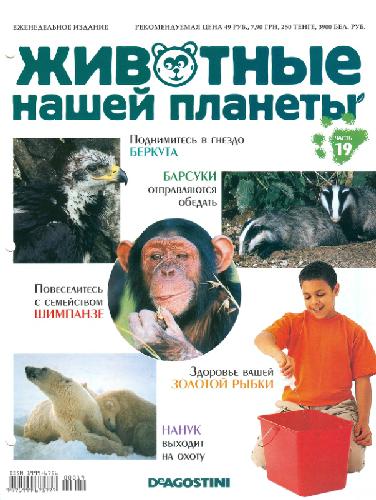 ЕЖЕНЕДЕЛЬНОЕ ИЗДАНИЕ
РЕКОМЕНДУЕМАЯ ЦЕНА 49 РУБ., 7,90 ГРН, 250 ТЕНГЕ, 3900 БЕЛ. РУБ.
ЖИВОТНЫЕ
НАШЕЙ ПЛАНЕТЫ
ЧАСТЬ
19
Поднимитесь в гнездо
БЕРКУТА
БАРСУКИ
отправляются
обедать
Повеселитесь
с семейством
ШИМПАНЗЕ
Здоровье вашей
ЗОЛОТОЙ РЫБКИ
НАНУК
выходит
на охоту
DEAGOSTINI